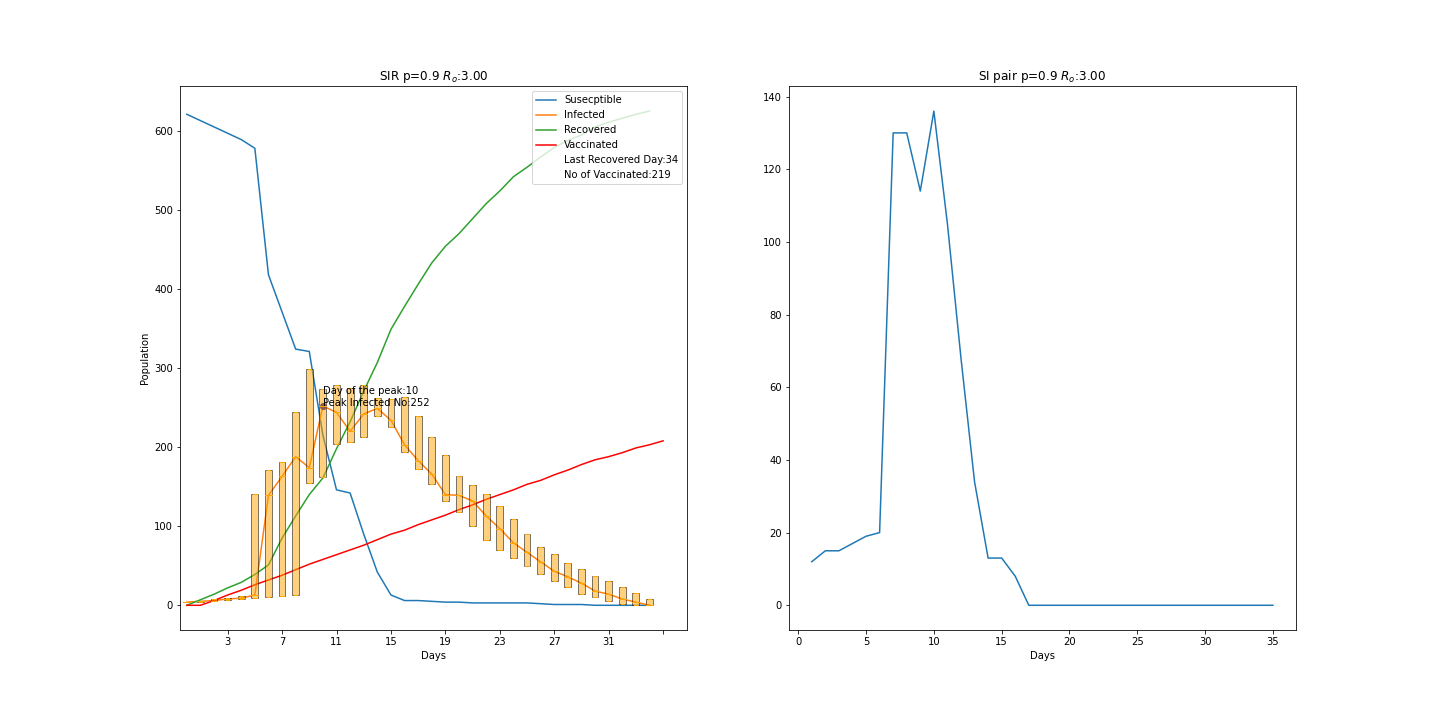 SIR p=0.9 R₀:3.00
Susecptible
Infected
Recovered
Vaccinated
Last Recovered Day:34
No of Vaccinated:219
Day of the peak:10
Peak Infected No:252
Population
600
500
400
300
200
100
0
3 7 11 15 19 23 27 31
Days
SI pair p=0.9 R₀:3.00
140
120
100
80
60
40
20
0
0 5 10 15 20 25 30 35
Days